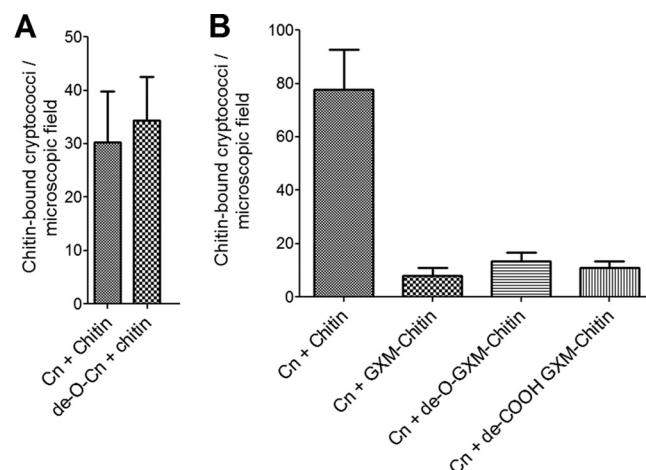 A
Chitin-bound cryptococci /
microscopic field
50
40
30
20
10
0
Cn + Chitin
de-O-Cn + chitin
B
Chitin-bound cryptococci /
microscopic field
100
80
60
40
20
0
Cn + Chitin
Cn + GXM-Chitin
Cn + de-O-GXM-Chitin
Cn + de-COOH GXM-Chitin